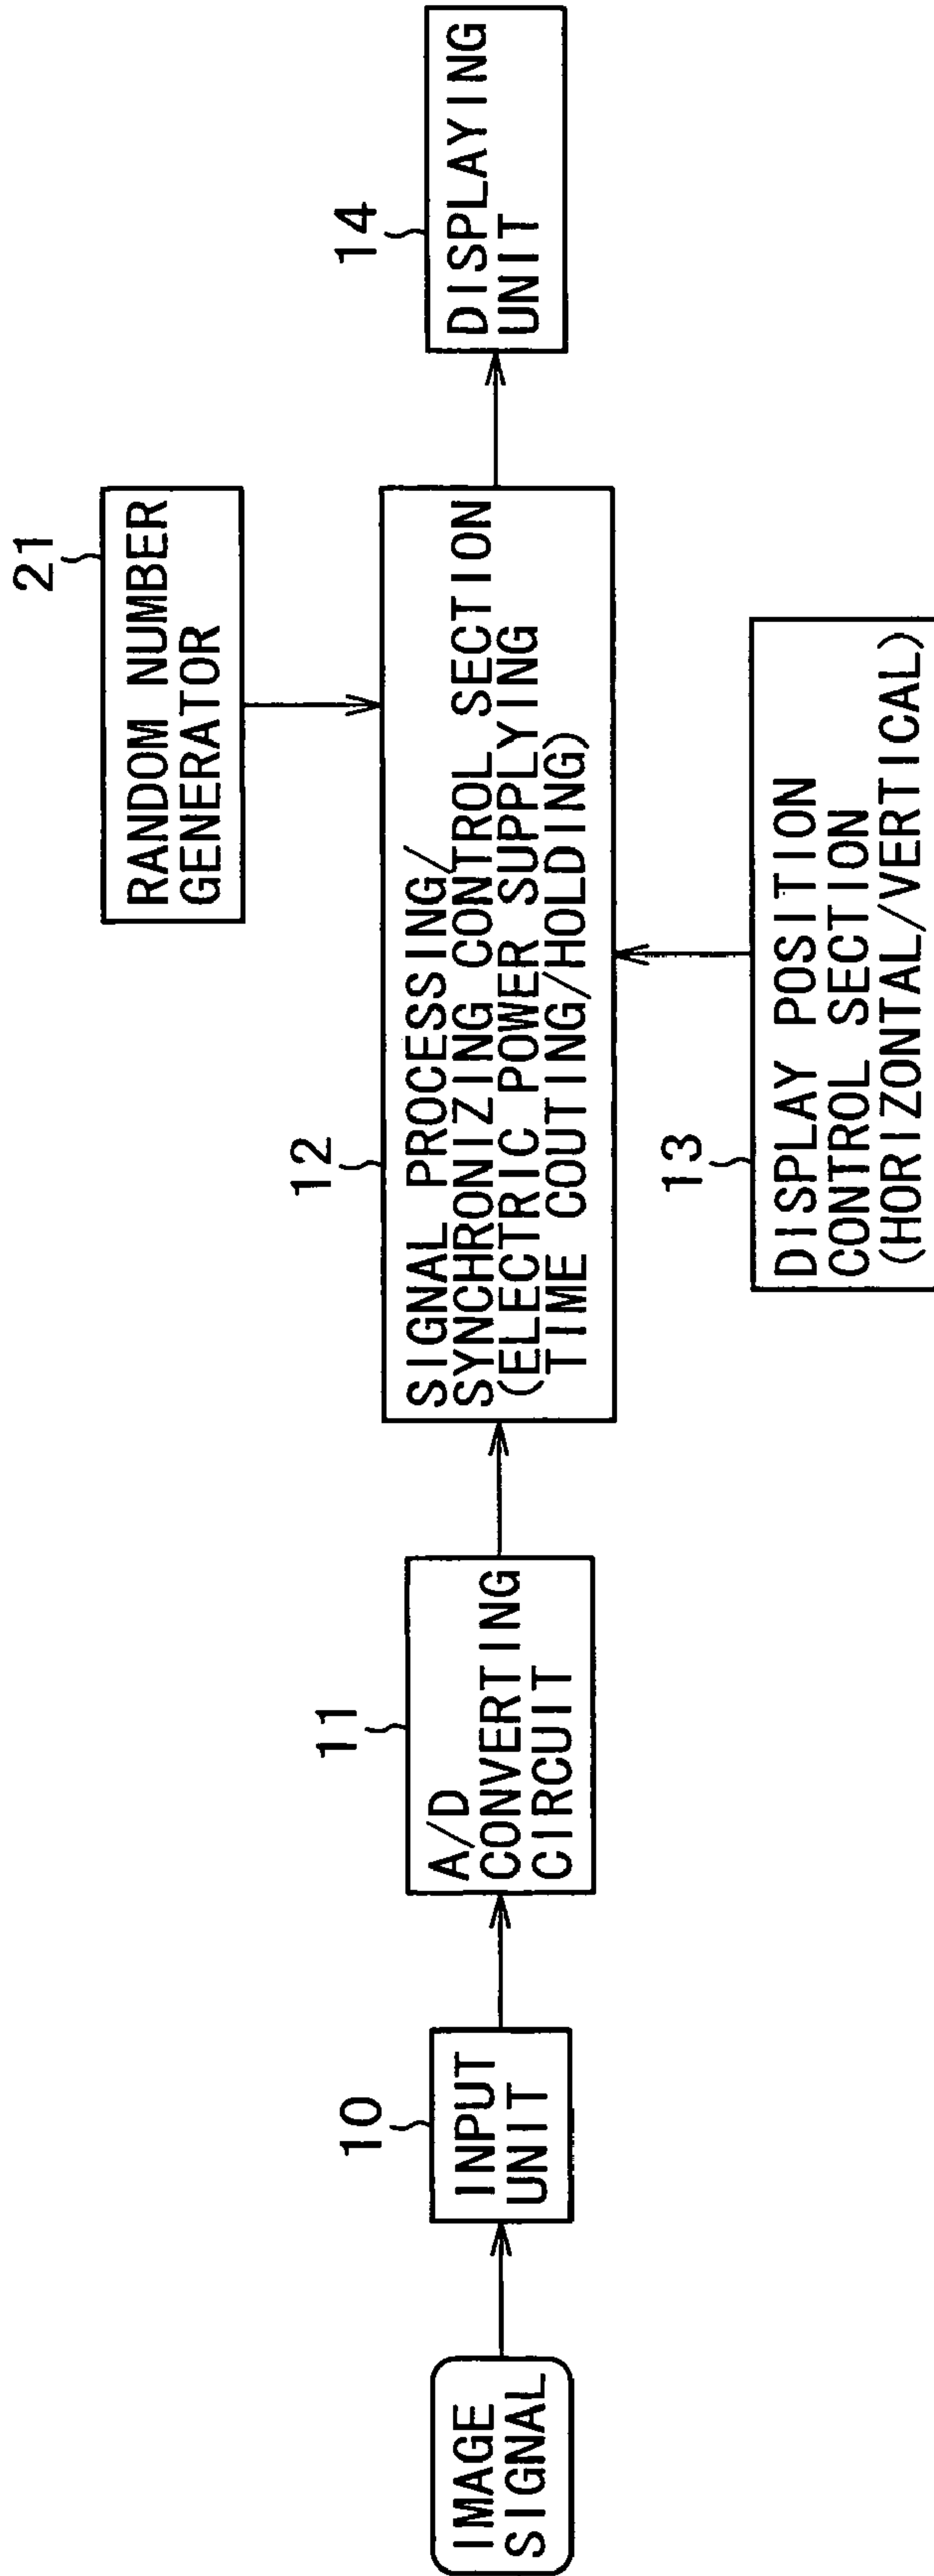 IMAGE
SIGNAL
10
INPUT
UNIT
11
A/D
CONVERTING
CIRCUIT
12
SIGNAL PROCESSING/
SYNCHRONIZING CONTROL SECTION
(ELECTRIC POWER SUPPLYING
TIME COUTING/HOLDING)
21
RANDOM NUMBER
GENERATOR
13
DISPLAY POSITION
CONTROL SECTION
(HORIZONTAL/VERTICAL)
14
DISPLAYING
UNIT